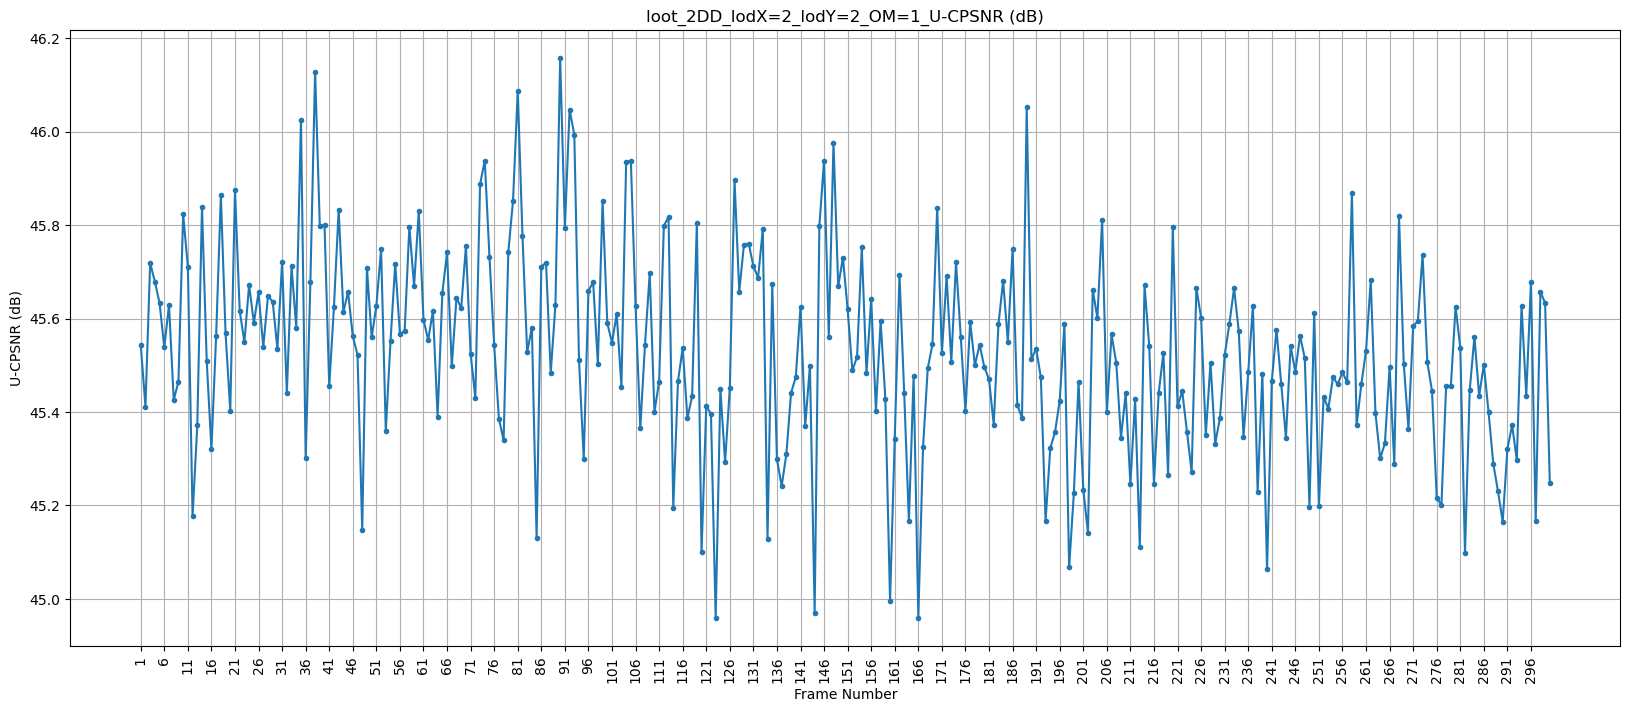 loot_2DD_lodX=2_lodY=2_OM=1_U-CPSNR (dB)
U-CPSNR (dB)
46.2
46.0
45.8
45.6
45.4
45.2
45.0
1 6 11 16 21 26 31 36 41 46 51 56 61 66 71 76 81 86 91 96 101 106 111 116 121 126 131 136 141 146 151 156 161 166 171 176 181 186 191 196 201 206 211 216 221 226 231 236 241 246 251 256 261 266 271 276 281 286 291 296
Frame Number